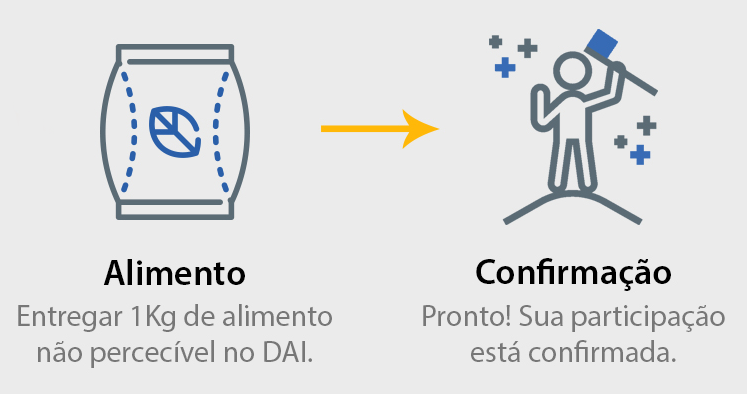 Alimento
Entregar 1Kg de alimento
não percecível no DAI.
Confirmação
Pronto! Sua participação
está confirmada.